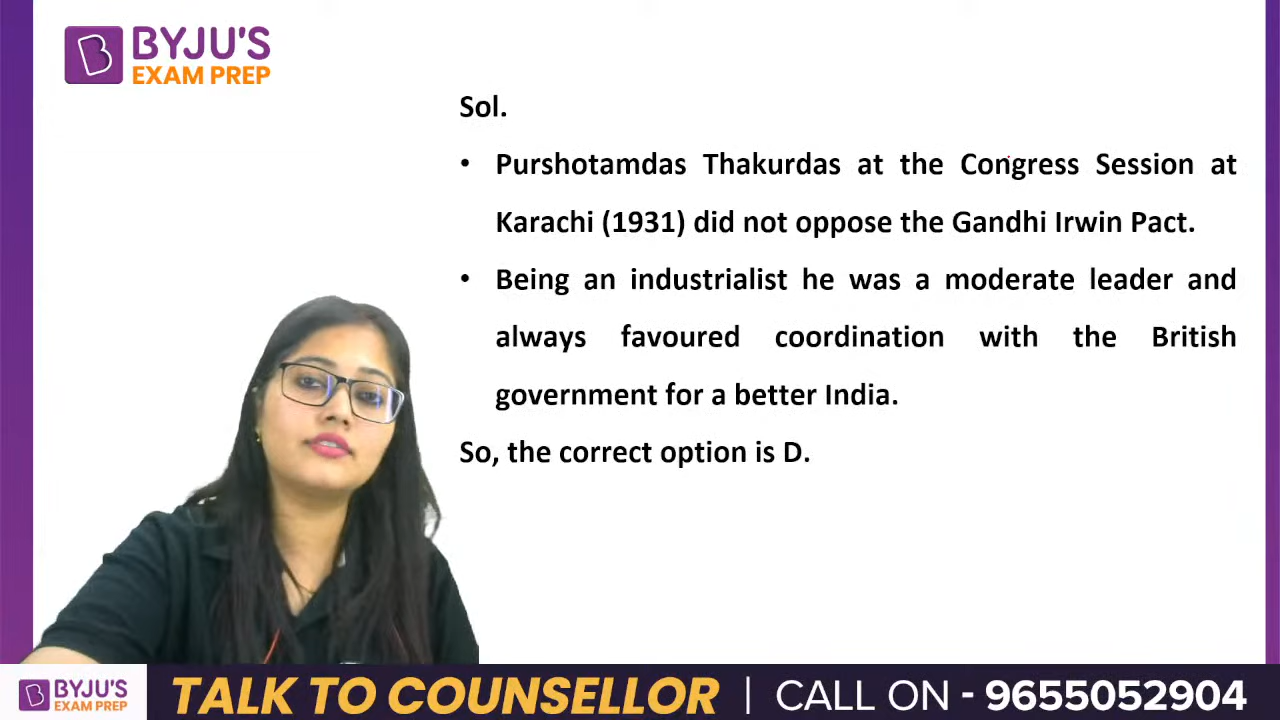 BYJU'S
EXAM PREP
Sol.
• Purshotamdas Thakurdas at the Congress Session at
Karachi (1931) did not oppose the Gandhi Irwin Pact.
• Being an industrialist he was a moderate leader and
always favoured coordination with the British
government for a better India.
So, the correct option is D.
BYJU'S
EXAM PREP
TALK TO COUNSELLOR | CALL ON - 9655052904